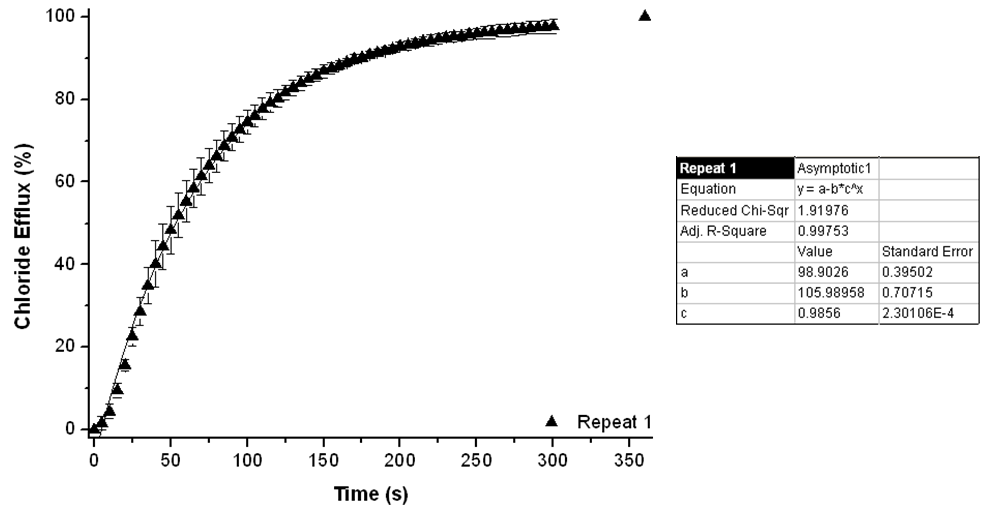 100
80
60
40
20
0
Chloride Efflux (%)
0 50 100 150 200 250 300 350
Time (s)
Repeat 1
Repeat 1 Asymptotic1
Equation y = a-b*c^x
Reduced Chi-Sqr 1.91976
Adj. R-Square 0.99753
Value Standard Error
a 98.9026 0.39502
b 105.98958 0.70715
c 0.9856 2.30106E-4